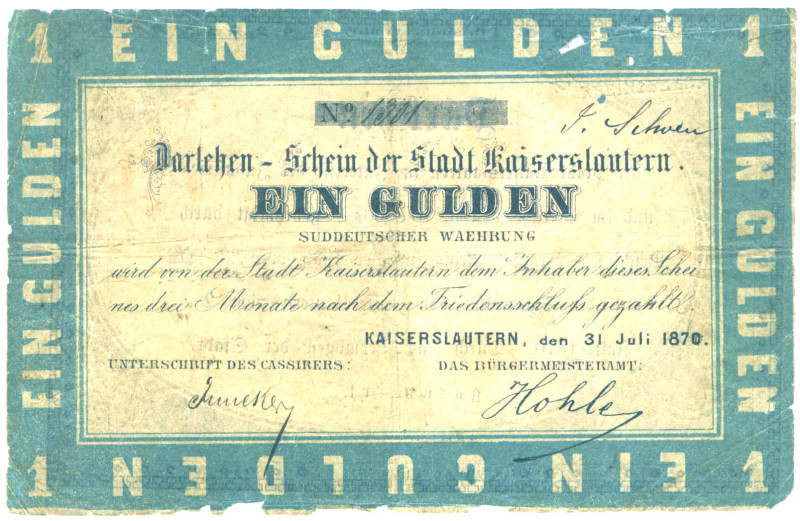 1 EIN GULDEN 1
EIN GULDEN
EIN GULDEN
Nº 1301
J. Schoen
Darlehen - Schein der Stadt Kaiserslautern.
EIN GULDEN
SUDDEUTSCHER WAEHRUNG
wird von der Stadt Kaiserslautern dem Inhaber dieses Schei
nes drei Monate nach dem Friedensschluß gezahlt.
KAISERSLAUTERN, den 31 Juli 1870.
UNTERSCHRIFT DES CASSIRERS:
DAS BÜRGERMEISTERAMT:
Hohle
1 EIN GULDEN 1